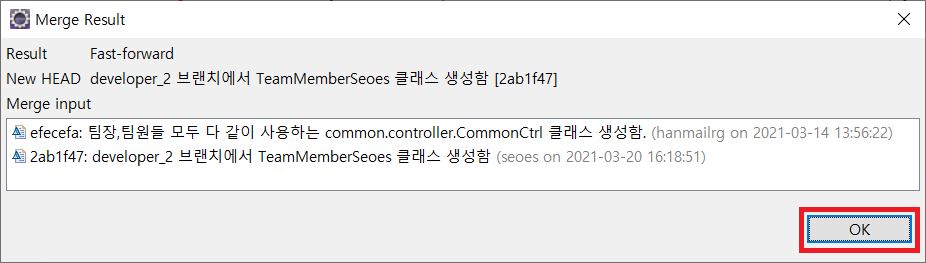 Merge Result
Result Fast-forward
New HEAD developer_2 브랜치에서 TeamMemberSeoes 클래스 생성함 [2ab1f47]
Merge input
efecefa: 팀장,팀원들 모두 다 같이 사용하는 common.controller.CommonCtrl 클래스 생성함. (hanmailrg on 2021-03-14 13:56:22)
2ab1f47: developer_2 브랜치에서 TeamMemberSeoes 클래스 생성함 (seoes on 2021-03-20 16:18:51)
OK